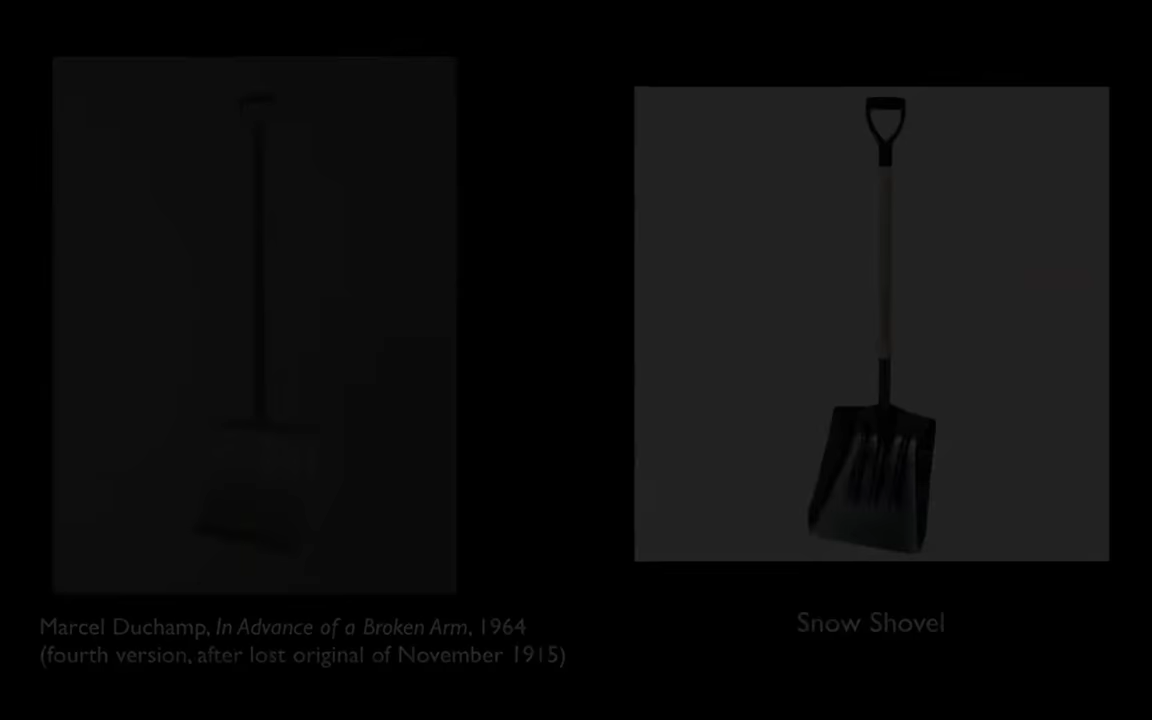 Marcel Duchamp, In Advance of a Broken Arm, 1964
(fourth version, after lost original of November 1915)
Snow Shovel